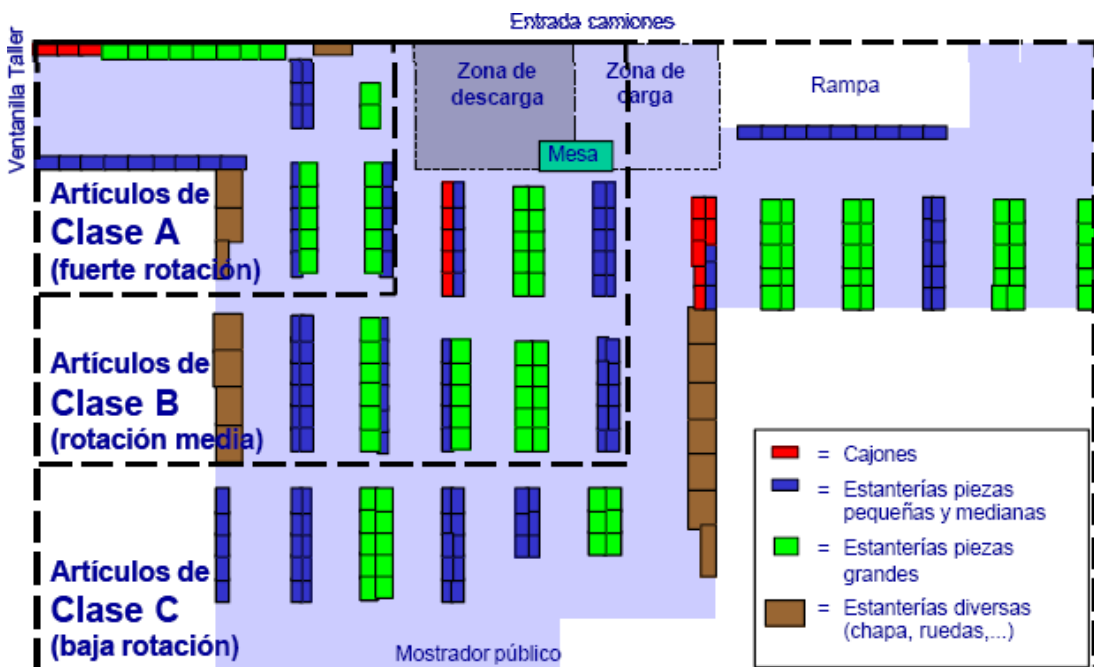 Entrada camiones
Ventanilla Taller
Zona de
descarga
Zona de
carga
Rampa
Mesa
Artículos de
Clase A
(fuerte rotación)
Artículos de
Clase B
(rotación media)
Artículos de
Clase C
(baja rotación)
Mostrador público
= Cajones
= Estanterías piezas
pequeñas y medianas
= Estanterías piezas
grandes
= Estanterías diversas
(chapa, ruedas,...)